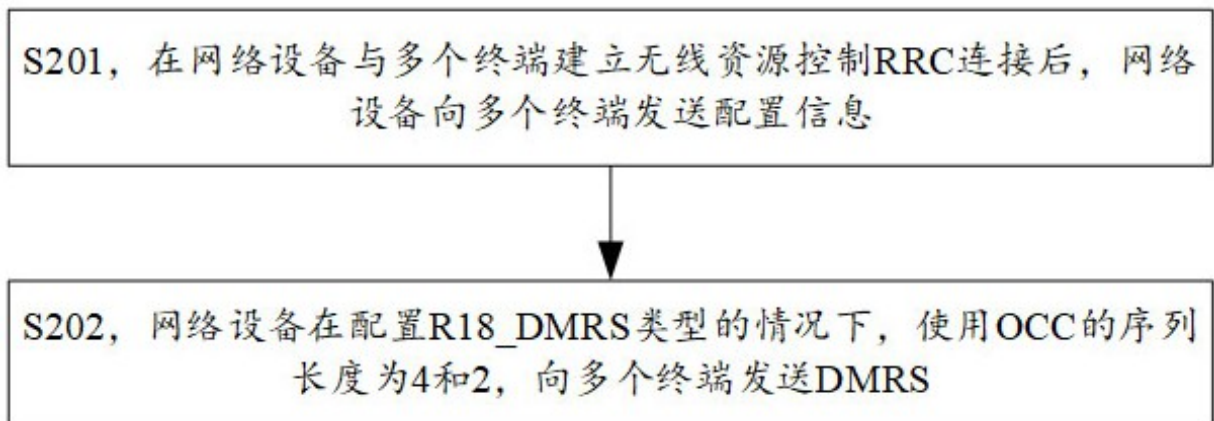 S201，在网络设备与多个终端建立无线资源控制RRC连接后，网络
设备向多个终端发送配置信息
S202，网络设备在配置R18_DMRS类型的情况下，使用OCC的序列
长度为4和2，向多个终端发送DMRS